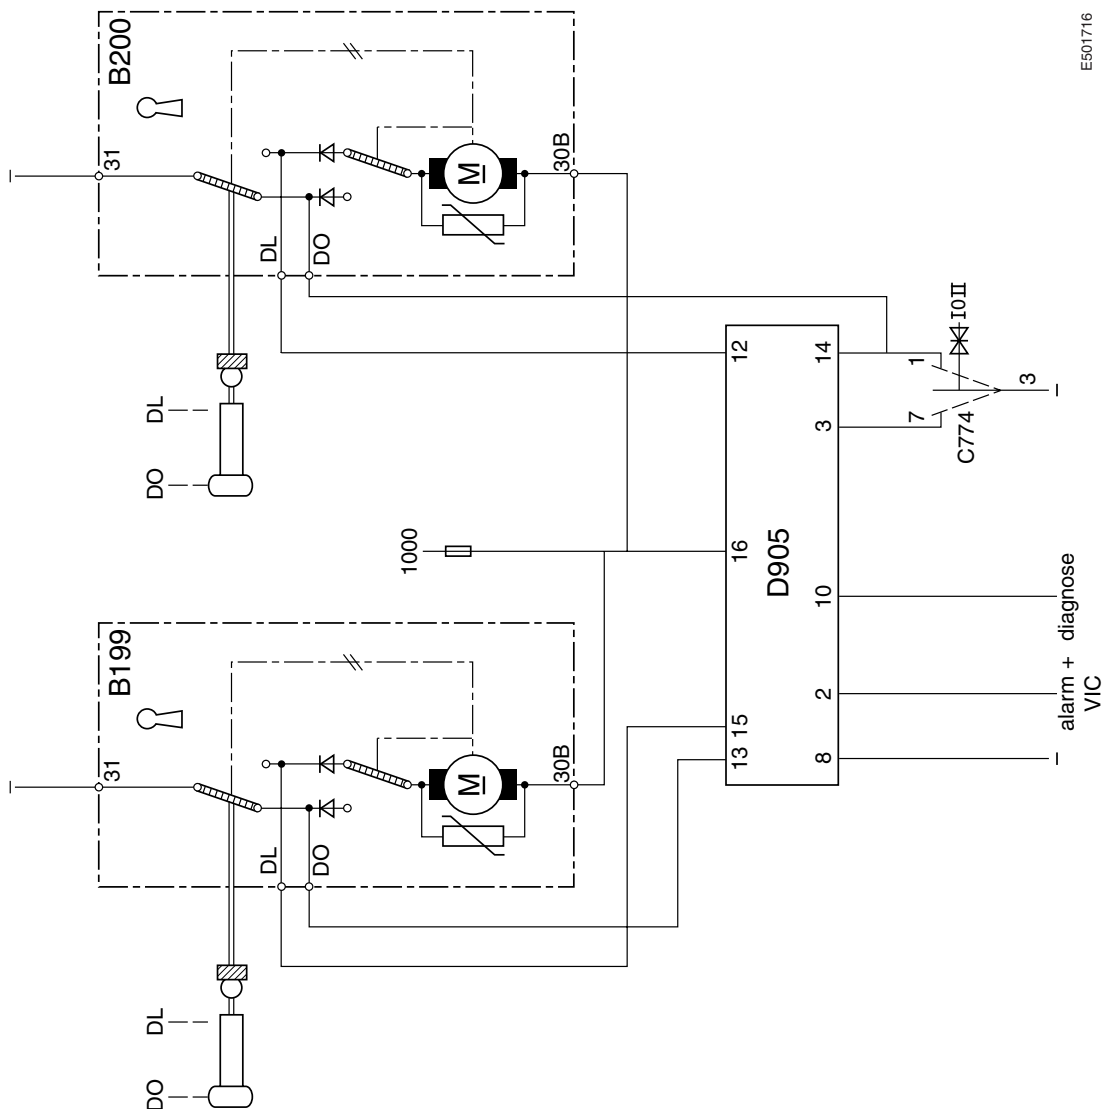 31
B199
31
B200
DO
DL
DO
DL
DL
DL
DO
DO
1000
M
M
30B
30B
13
15
16
12
D905
8
2
10
3
14
7
1
C774
I0II
3
alarm + diagnose
VIC
E501716